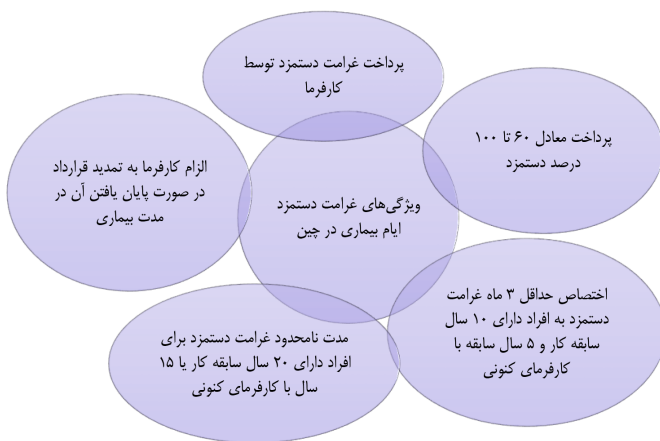 پرداخت غرامت دستمزد توسط
کارفرما
پرداخت معادل ۶۰ تا ۱۰۰
درصد دستمزد
الزام کارفرما به تمدید قرارداد
در صورت پایان یافتن آن در
مدت بیماری
ویژگی‌های غرامت دستمزد
ایام بیماری در چین
اختصاص حداقل ۳ ماه غرامت
دستمزد به افراد دارای ۱۰ سال
سابقه کار و ۵ سال سابقه با
کارفرمای کنونی
مدت نامحدود غرامت دستمزد برای
افراد دارای ۲۰ سال سابقه کار یا ۱۵
سال با کارفرمای کنونی